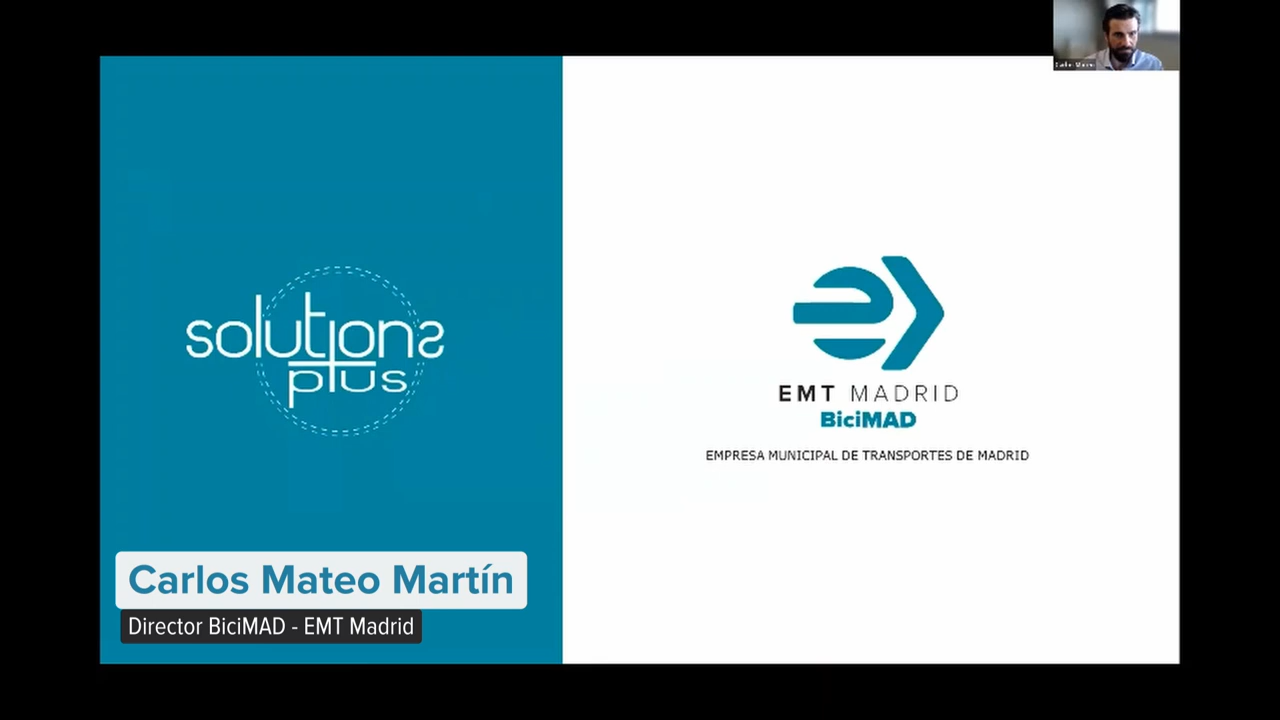 solutions
plus
EMT MADRID
BiciMAD
EMPRESA MUNICIPAL DE TRANSPORTES DE MADRID
Carlos Mateo Martín
Director BiciMAD - EMT Madrid